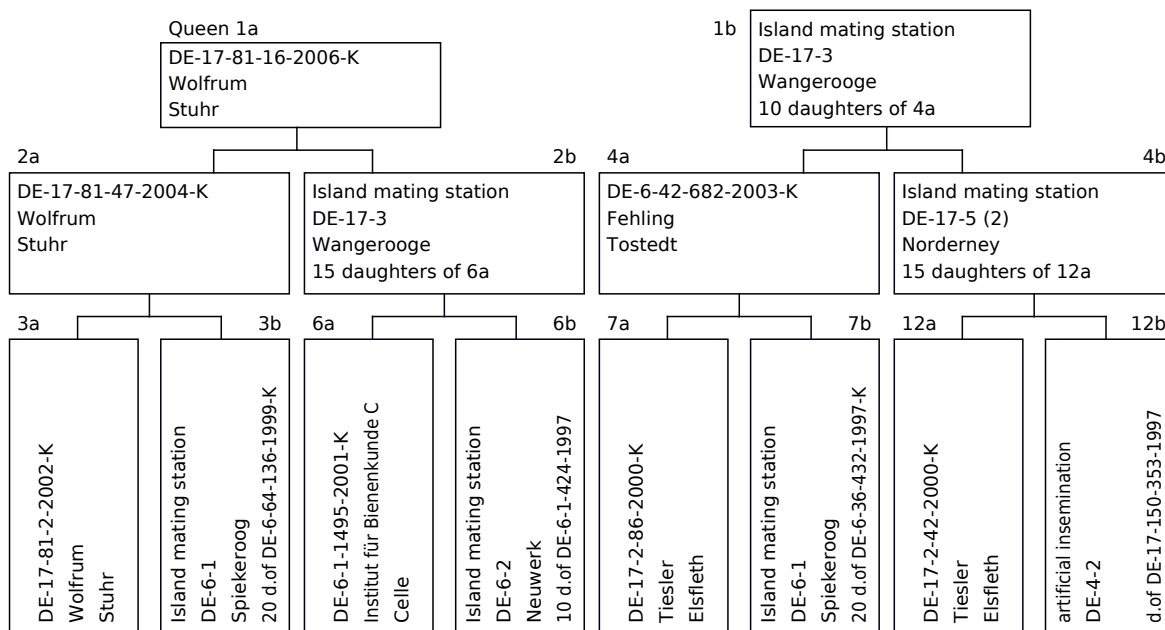 Queen 1a
DE-17-81-16-2006-K
Wolfrum
Stuhr
1b
Island mating station
DE-17-3
Wangerooge
10 daughters of 4a
2a
DE-17-81-47-2004-K
Wolfrum
Stuhr
2b
Island mating station
DE-17-3
Wangerooge
15 daughters of 6a
4a
DE-6-42-682-2003-K
Fehling
Tostedt
4b
Island mating station
DE-17-5 (2)
Norderney
15 daughters of 12a
3a
DE-17-81-2-2002-K
Wolfrum
Stuhr
3b
Island mating station
DE-6-1
Spiekeroog
20 d.of DE-6-64-136-1999-K
6a
DE-6-1-1495-2001-K
Institut für Bienenkunde C
Celle
6b
Island mating station
DE-6-2
Neuwerk
10 d.of DE-6-1-424-1997
7a
DE-17-2-86-2000-K
Tiesler
Elsfleth
7b
Island mating station
DE-6-1
Spiekeroog
20 d.of DE-6-36-432-1997-K
12a
DE-17-2-42-2000-K
Tiesler
Elsfleth
12b
artificial insemination
DE-4-2
d.of DE-17-150-353-1997